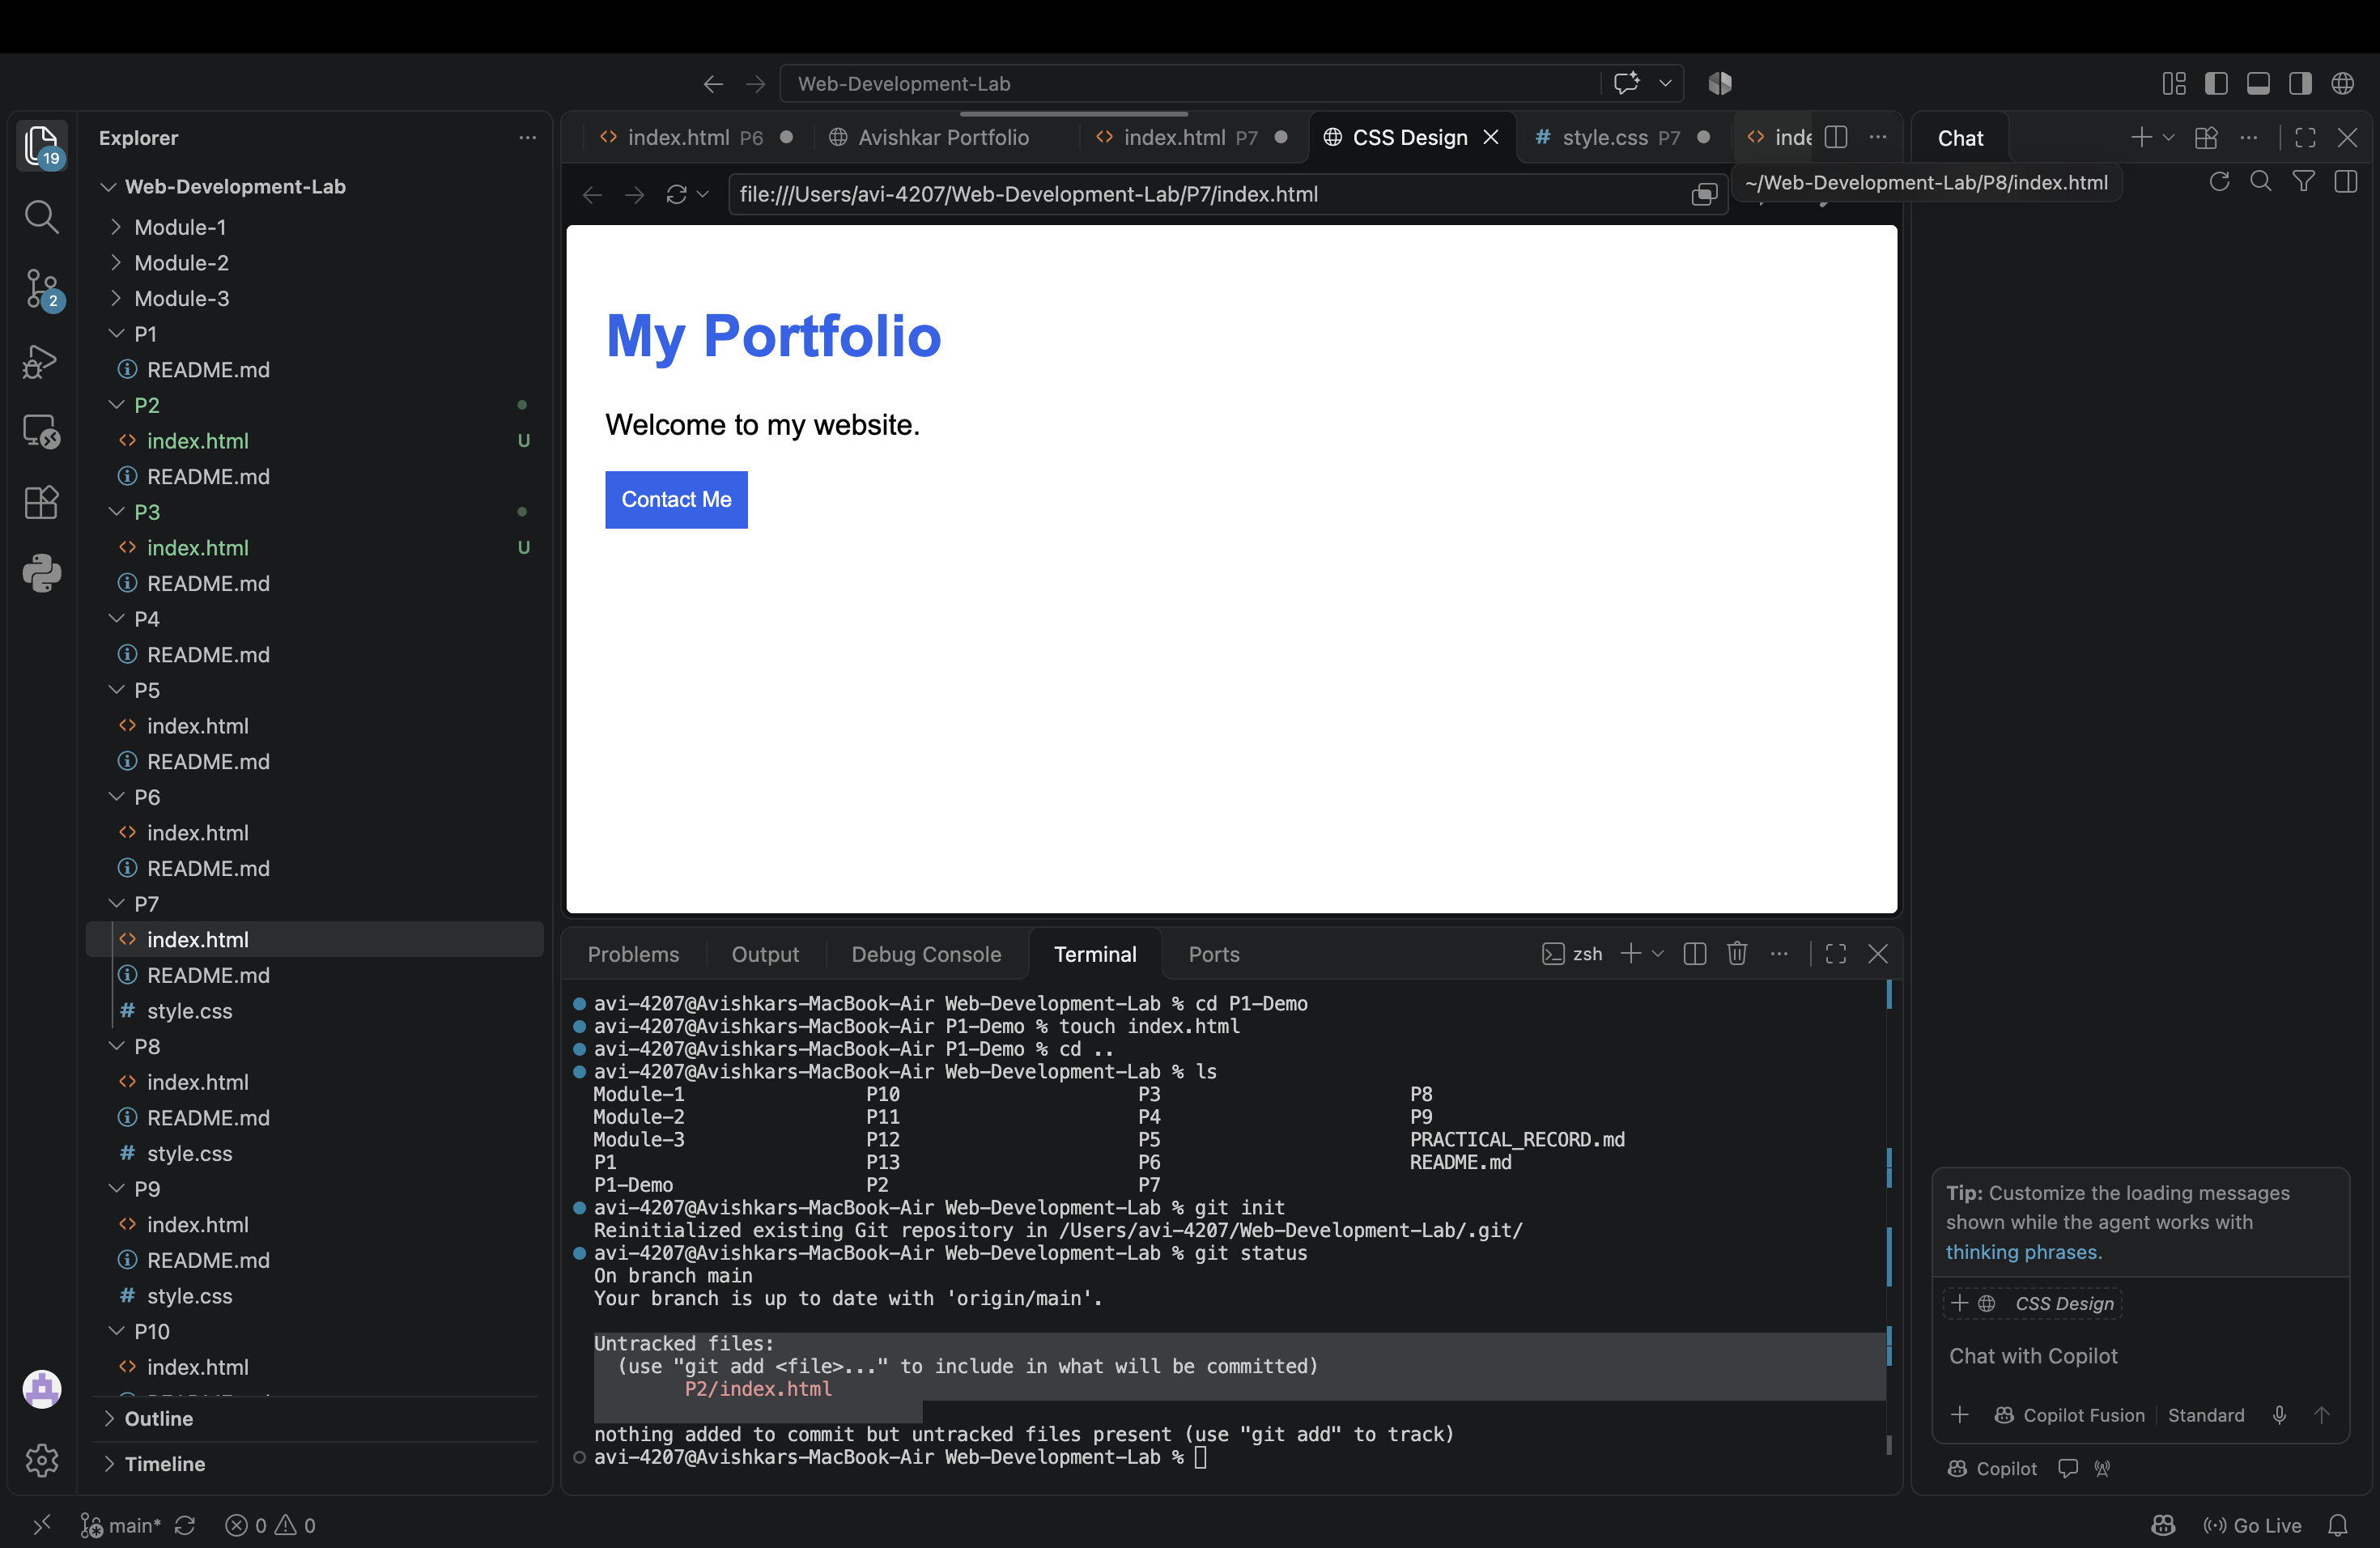 Web-Development-Lab
19
2
Explorer
Web-Development-Lab
Module-1
Module-2
Module-3
P1
README.md
P2
index.html U
README.md
P3
index.html U
README.md
P4
README.md
P5
index.html
README.md
P6
index.html
README.md
P7
index.html
README.md
# style.css
P8
index.html
README.md
# style.css
P9
index.html
README.md
# style.css
P10
index.html
Outline
Timeline
index.html P6
Avishkar Portfolio
index.html P7
CSS Design
# style.css P7
inde
file:///Users/avi-4207/Web-Development-Lab/P7/index.html
~/Web-Development-Lab/P8/index.html
My Portfolio
Welcome to my website.
Contact Me
Problems Output Debug Console Terminal Ports
zsh
avi-4207@Avishkars-MacBook-Air Web-Development-Lab % cd P1-Demo
avi-4207@Avishkars-MacBook-Air P1-Demo % touch index.html
avi-4207@Avishkars-MacBook-Air P1-Demo % cd ..
avi-4207@Avishkars-MacBook-Air Web-Development-Lab % ls
Module-1 P10 P3 P8
Module-2 P11 P4 P9
Module-3 P12 P5 PRACTICAL_RECORD.md
P1 P13 P6 README.md
P1-Demo P2 P7
avi-4207@Avishkars-MacBook-Air Web-Development-Lab % git init
Reinitialized existing Git repository in /Users/avi-4207/Web-Development-Lab/.git/
avi-4207@Avishkars-MacBook-Air Web-Development-Lab % git status
On branch main
Your branch is up to date with 'origin/main'.
Untracked files:
(use "git add <file>..." to include in what will be committed)
P2/index.html
nothing added to commit but untracked files present (use "git add" to track)
avi-4207@Avishkars-MacBook-Air Web-Development-Lab %
Chat
Tip: Customize the loading messages
shown while the agent works with
thinking phrases.
CSS Design
Chat with Copilot
Copilot Fusion Standard
Copilot
main* 0 0
Go Live